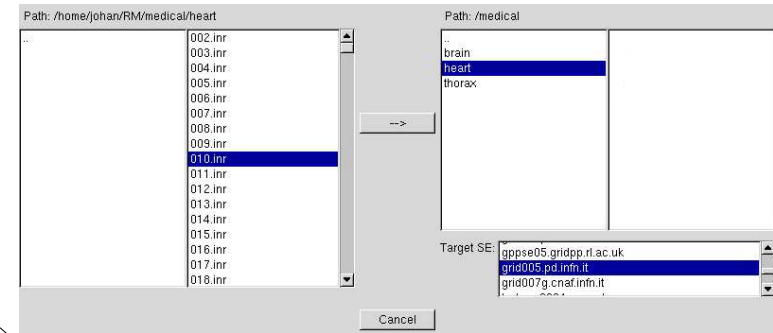 Path: /home/johan/RM/medical/heart
..
002.inr
003.inr
004.inr
005.inr
006.inr
007.inr
008.inr
009.inr
010.inr
011.inr
012.inr
013.inr
014.inr
015.inr
016.inr
017.inr
018.inr
-->
Path: /medical
..
brain
heart
thorax
Target SE:
gppse05.gridpp.rl.ac.uk
grid005.pd.infn.it
grid007g.cnaf.infn.it
Cancel